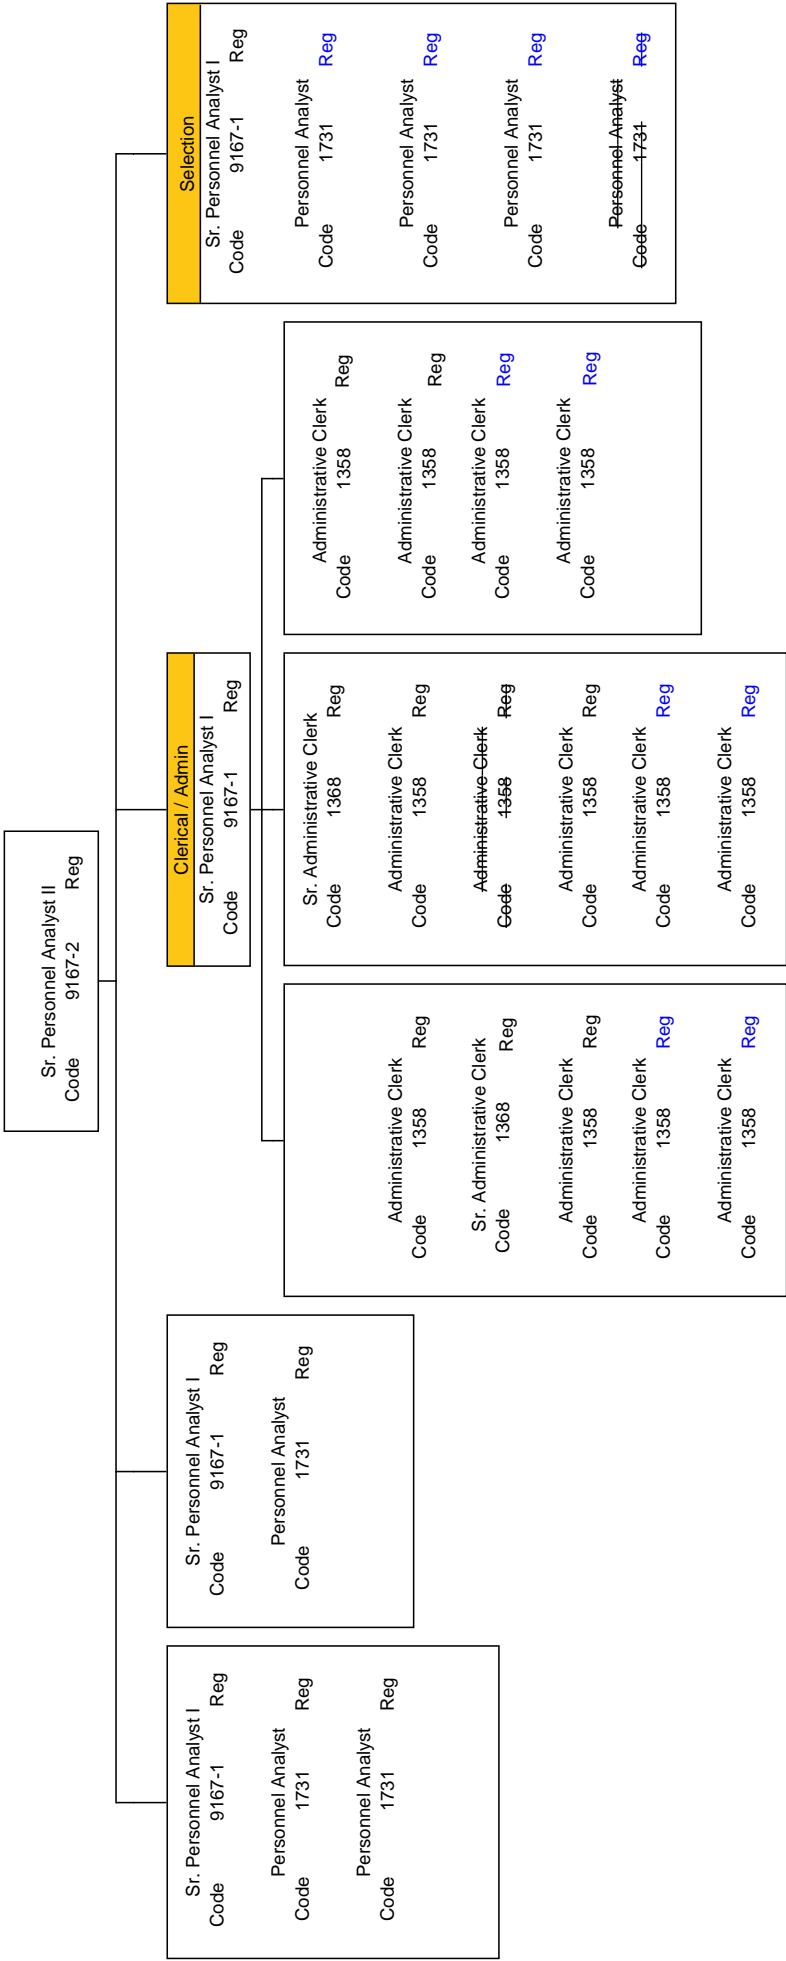 Sr. Personnel Analyst II
Code 9167-2 Reg
Sr. Personnel Analyst I
Code 9167-1 Reg
Personnel Analyst
Code 1731 Reg
Personnel Analyst
Code 1731 Reg
Sr. Personnel Analyst I
Code 9167-1 Reg
Personnel Analyst
Code 1731 Reg
Clerical / Admin
Sr. Personnel Analyst I
Code 9167-1 Reg
Administrative Clerk
Code 1358 Reg
Sr. Administrative Clerk
Code 1368 Reg
Administrative Clerk
Code 1358 Reg
Administrative Clerk
Code 1358 Reg
Administrative Clerk
Code 1358 Reg
Sr. Administrative Clerk
Code 1368 Reg
Administrative Clerk
Code 1358 Reg
Administrative Clerk
Code 1358 Reg
Administrative Clerk
Code 1358 Reg
Administrative Clerk
Code 1358 Reg
Administrative Clerk
Code 1358 Reg
Administrative Clerk
Code 1358 Reg
Administrative Clerk
Code 1358 Reg
Administrative Clerk
Code 1358 Reg
Administrative Clerk
Code 1358 Reg
Selection
Sr. Personnel Analyst I
Code 9167-1 Reg
Personnel Analyst
Code 1731 Reg
Personnel Analyst
Code 1731 Reg
Personnel Analyst
Code 1731 Reg
Personnel Analyst
Code 1731 Reg